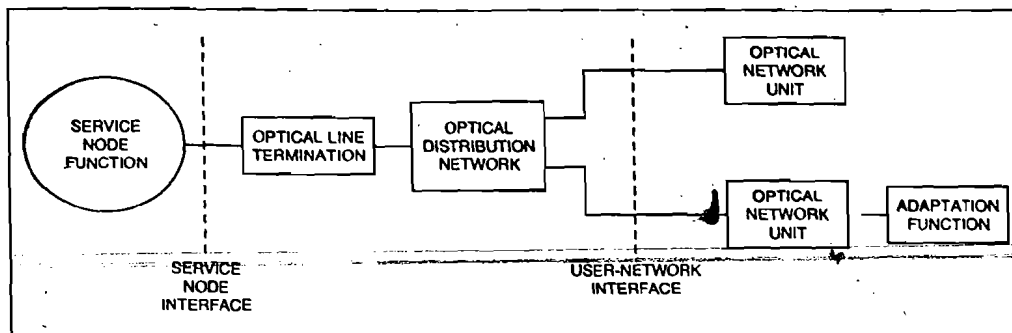 SERVICE
NODE
FUNCTION
OPTICAL LINE
TERMINATION
OPTICAL
DISTRIBUTION
NETWORK
OPTICAL
NETWORK
UNIT
OPTICAL
NETWORK
UNIT
ADAPTATION
FUNCTION
SERVICE
NODE
INTERFACE
USER-NETWORK
INTERFACE